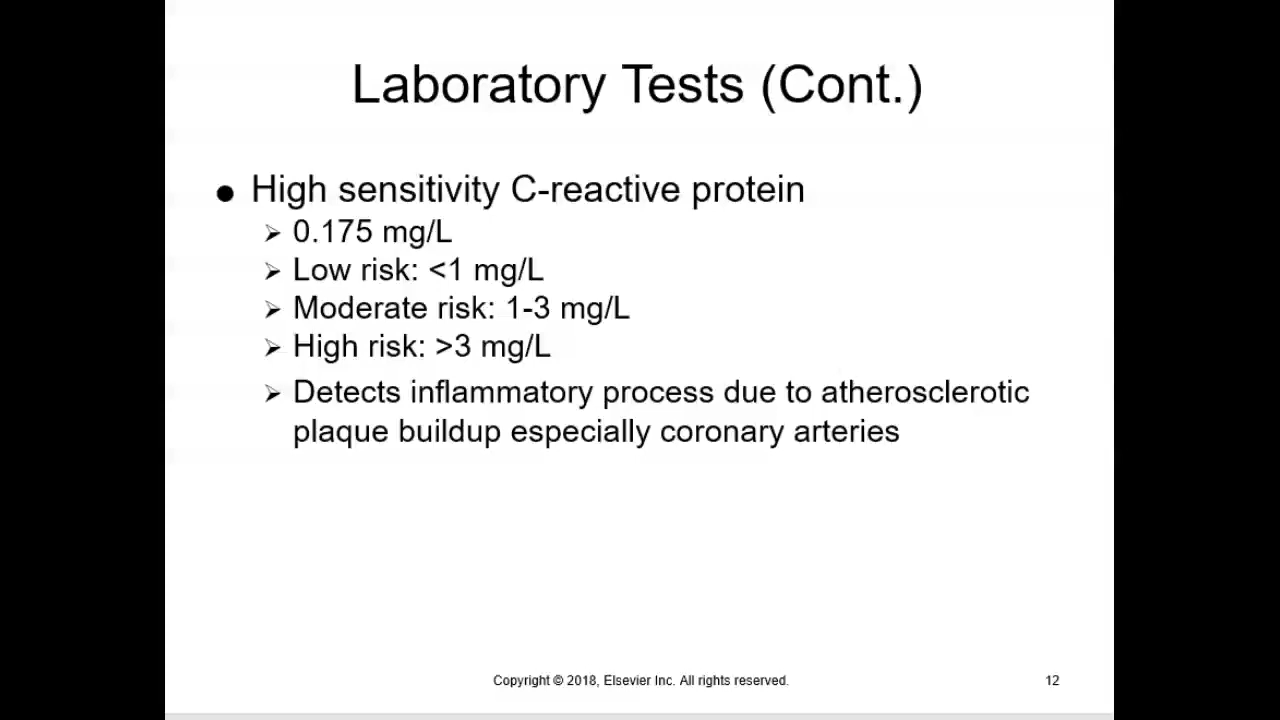 Laboratory Tests (Cont.)
● High sensitivity C-reactive protein
➢ 0.175 mg/L
➢ Low risk: <1 mg/L
➢ Moderate risk: 1-3 mg/L
➢ High risk: >3 mg/L
➢ Detects inflammatory process due to atherosclerotic
plaque buildup especially coronary arteries
Copyright © 2018, Elsevier Inc. All rights reserved.
12